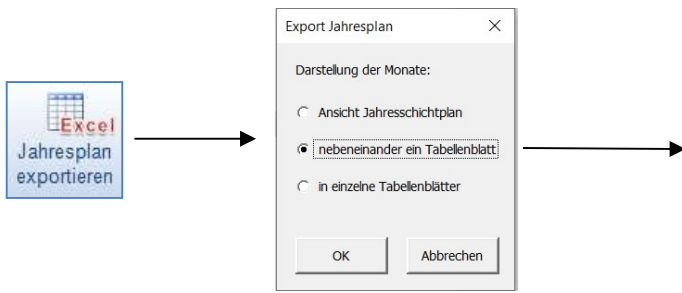 Excel
Jahresplan
exportieren
Export Jahresplan
Darstellung der Monate:
Ansicht Jahresschichtplan
nebeneinander ein Tabellenblatt
in einzelne Tabellenblätter
OK
Abbrechen